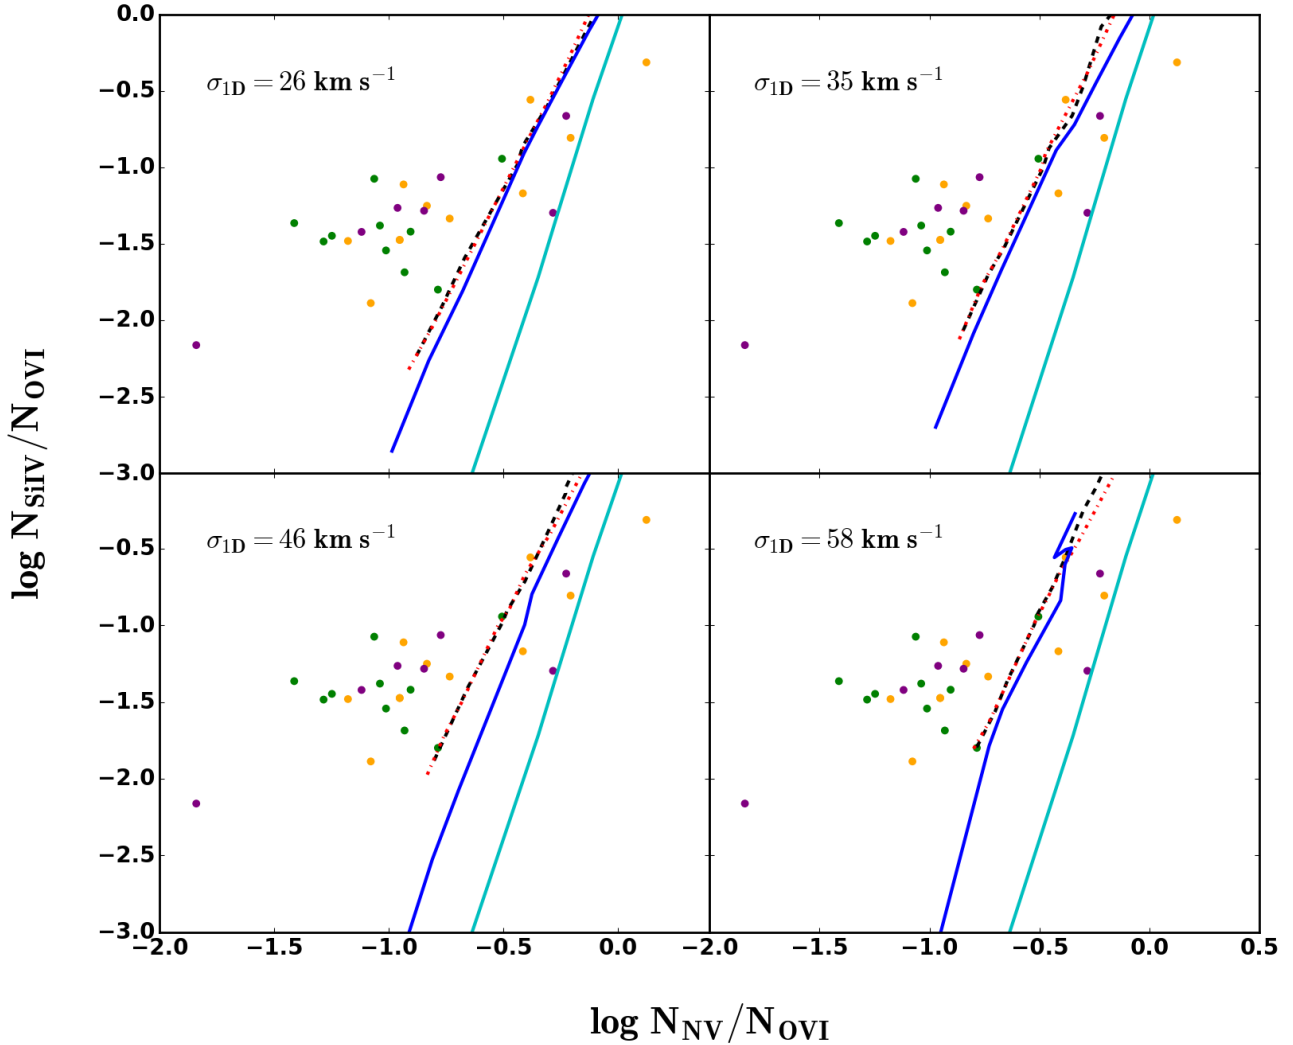 0.0
−0.5
−1.0
−1.5
−2.0
−2.5
−3.0
−0.5
−1.0
−1.5
−2.0
−2.5
−3.0
σ1D = 26 km s−1
σ1D = 35 km s−1
σ1D = 46 km s−1
σ1D = 58 km s−1
−2.0 −1.5 −1.0 −0.5 0.0 −2.0 −1.5 −1.0 −0.5 0.0 0.5
log NSiIV/NOVI
log NNV/NOVI